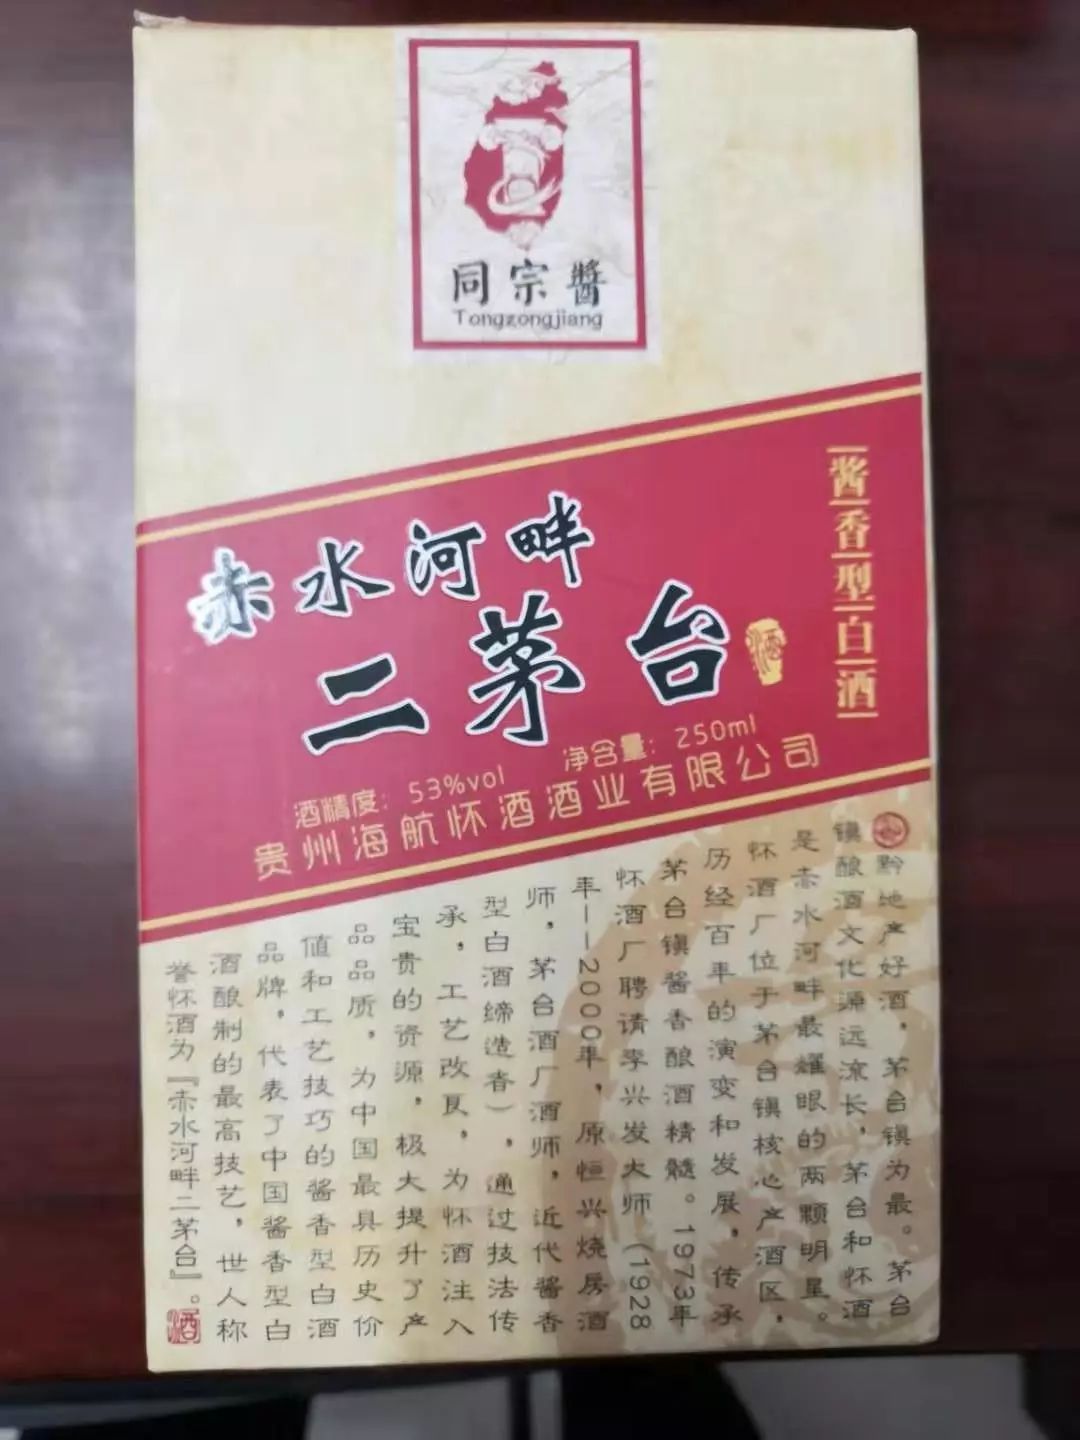 同宗醬
Tongzongjiang
酱香型白酒
赤水河畔
二茅台
酒
酒精度：53%vol 净含量：250ml
贵州海航怀酒酒业有限公司
黔地产好酒，茅台镇为最。茅台
镇酿酒文化源远流长，茅台和怀酒
是赤水河畔最耀眼的两颗明星。
怀酒厂位于茅台镇核心产酒区，
历经百年的演变和发展，传承
茅台镇酱香酿酒精髓。1973年
怀酒厂聘请李兴发大师（1928
年——2000年，原恒兴烧房酒
师，茅台酒厂酒师，近代酱香
型白酒缔造者），通过技法传
承，工艺改良，为怀酒注入
宝贵的资源，极大提升了产
品品质，为中国最具历史价
值和工艺技巧的酱香型白酒
品牌，代表了中国酱香型白
酒酿制的最高技艺，世人称
誉怀酒为『赤水河畔二茅台』。
酒